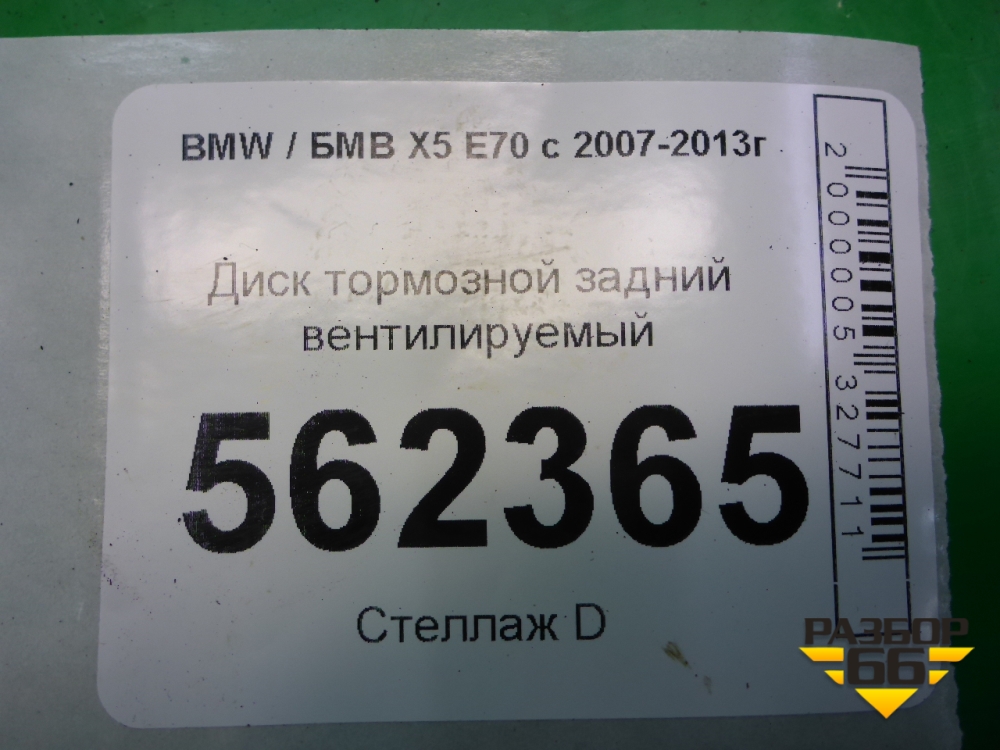 BMW / БМВ X5 E70 с 2007-2013г
Диск тормозной задний
вентилируемый
562365
Стеллаж D
2000005327711
РАЗБОР
66